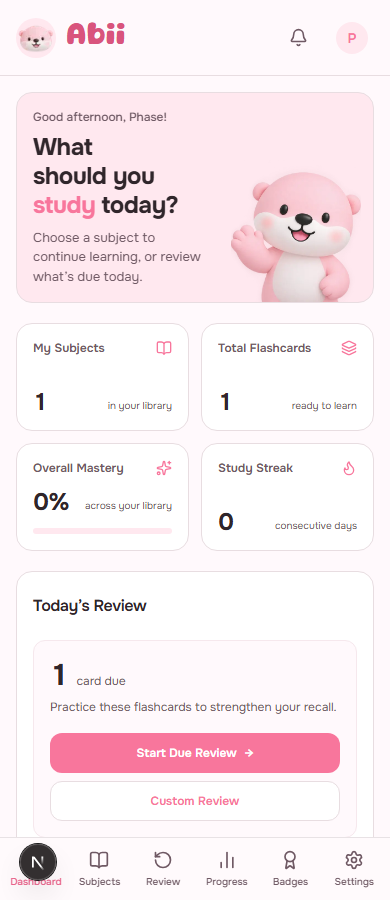 Abii
P
Good afternoon, Phase!
What
should you
study today?
Choose a subject to
continue learning, or review
what’s due today.
My Subjects
1
in your library
Total Flashcards
1
ready to learn
Overall Mastery
0%
across your library
Study Streak
0
consecutive days
Today’s Review
1 card due
Practice these flashcards to strengthen your recall.
Start Due Review →
Custom Review
N
Dashboard
Subjects
Review
Progress
Badges
Settings